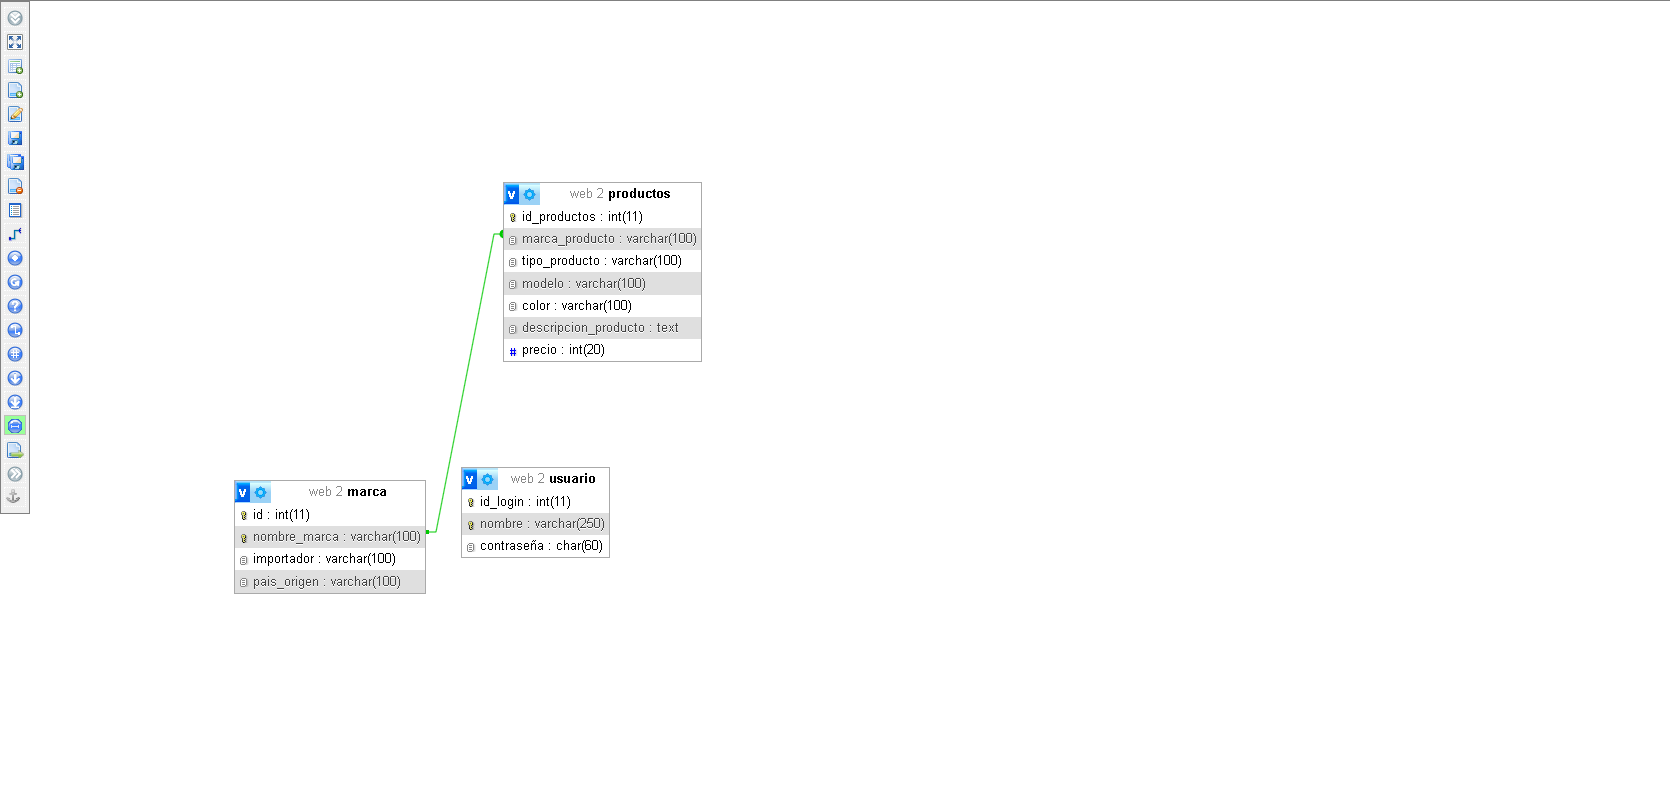 v web 2 productos
id_productos : int(11)
marca_producto : varchar(100)
tipo_producto : varchar(100)
modelo : varchar(100)
color : varchar(100)
descripcion_producto : text
# precio : int(20)
v web 2 marca
id : int(11)
nombre_marca : varchar(100)
importador : varchar(100)
pais_origen : varchar(100)
v web 2 usuario
id_login : int(11)
nombre : varchar(250)
contraseña : char(60)